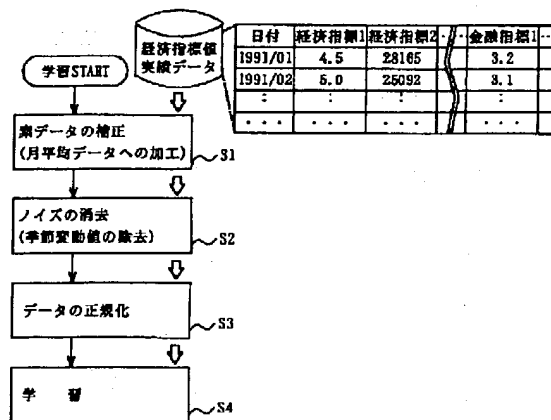 経済指標値
実績データ
学習START
日付 経済指標1 経済指標2 ・・ 金融指標1 ・・
1991/01 4.5 28165 3.2
1991/02 5.0 25092 3.1
: : : :
・・・ ・・・ ・・・ ・・・
素データの補正
(月平均データへの加工)
S1
ノイズの消去
(季節変動値の除去)
S2
データの正規化
S3
学 習
S4